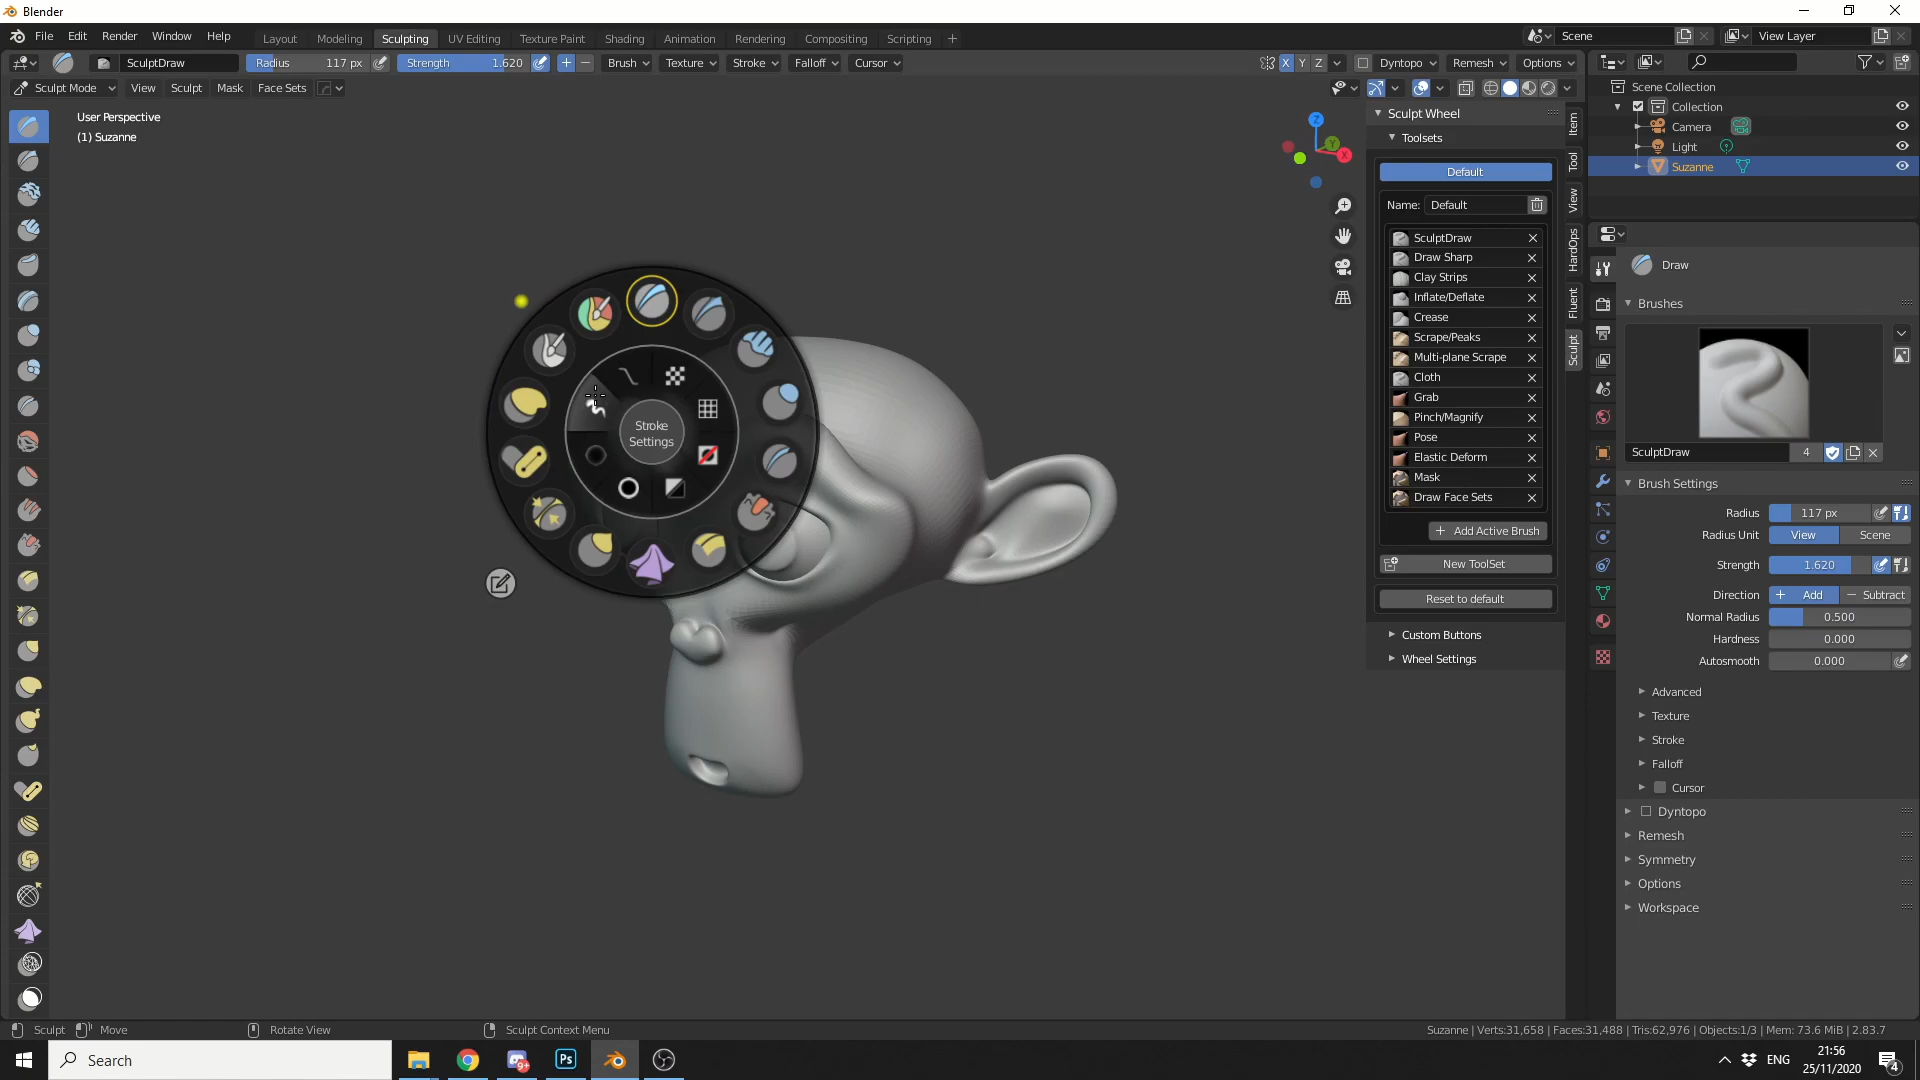 Blender
File Edit Render Window Help Layout Modeling Sculpting UV Editing Texture Paint Shading Animation Rendering Compositing Scripting + Scene View Layer
SculptDraw Radius 117 px Strength 1.620 + − Brush Texture Stroke Falloff Cursor X Y Z Dyntopo Remesh Options
Sculpt Mode View Sculpt Mask Face Sets
User Perspective
(1) Suzanne
Z
Y
X
Stroke
Settings
Sculpt Wheel
Toolsets
Default
Name: Default
SculptDraw
Draw Sharp
Clay Strips
Inflate/Deflate
Crease
Scrape/Peaks
Multi-plane Scrape
Cloth
Grab
Pinch/Magnify
Pose
Elastic Deform
Mask
Draw Face Sets
+ Add Active Brush
New ToolSet
Reset to default
Custom Buttons
Wheel Settings
Item
Tool
View
HardOps
Fluent
Sculpt
Scene Collection
Collection
Camera
Light
Suzanne
Draw
Brushes
SculptDraw 4
Brush Settings
Radius 117 px
Radius Unit View Scene
Strength 1.620
Direction + Add − Subtract
Normal Radius 0.500
Hardness 0.000
Autosmooth 0.000
Advanced
Texture
Stroke
Falloff
Cursor
Dyntopo
Remesh
Symmetry
Options
Workspace
Sculpt Move Rotate View Sculpt Context Menu Suzanne | Verts:31,658 | Faces:31,488 | Tris:62,976 | Objects:1/3 | Mem: 73.6 MiB | 2.83.7
Search 9+ Ps ENG 21:56
25/11/2020 4